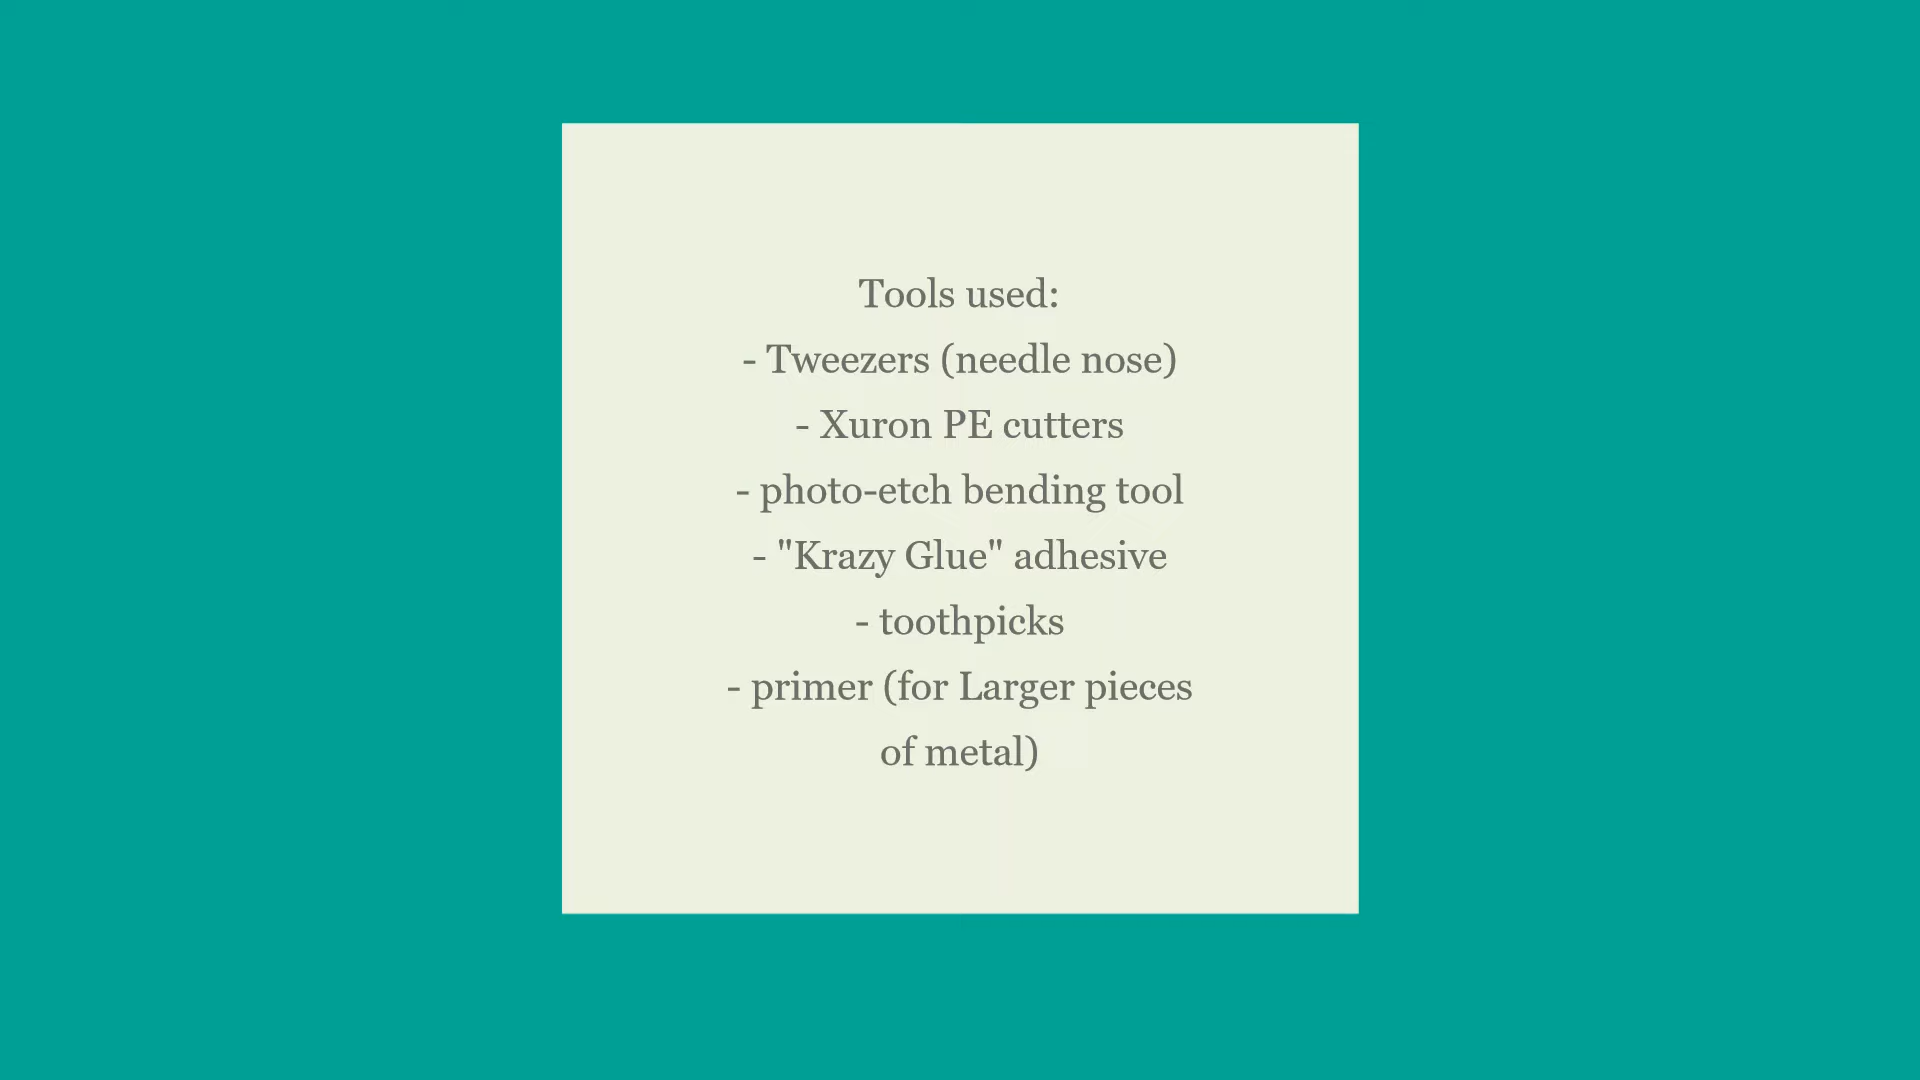 Tools used:
- Tweezers (needle nose)
- Xuron PE cutters
- photo-etch bending tool
- "Krazy Glue" adhesive
- toothpicks
- primer (for Larger pieces
of metal)